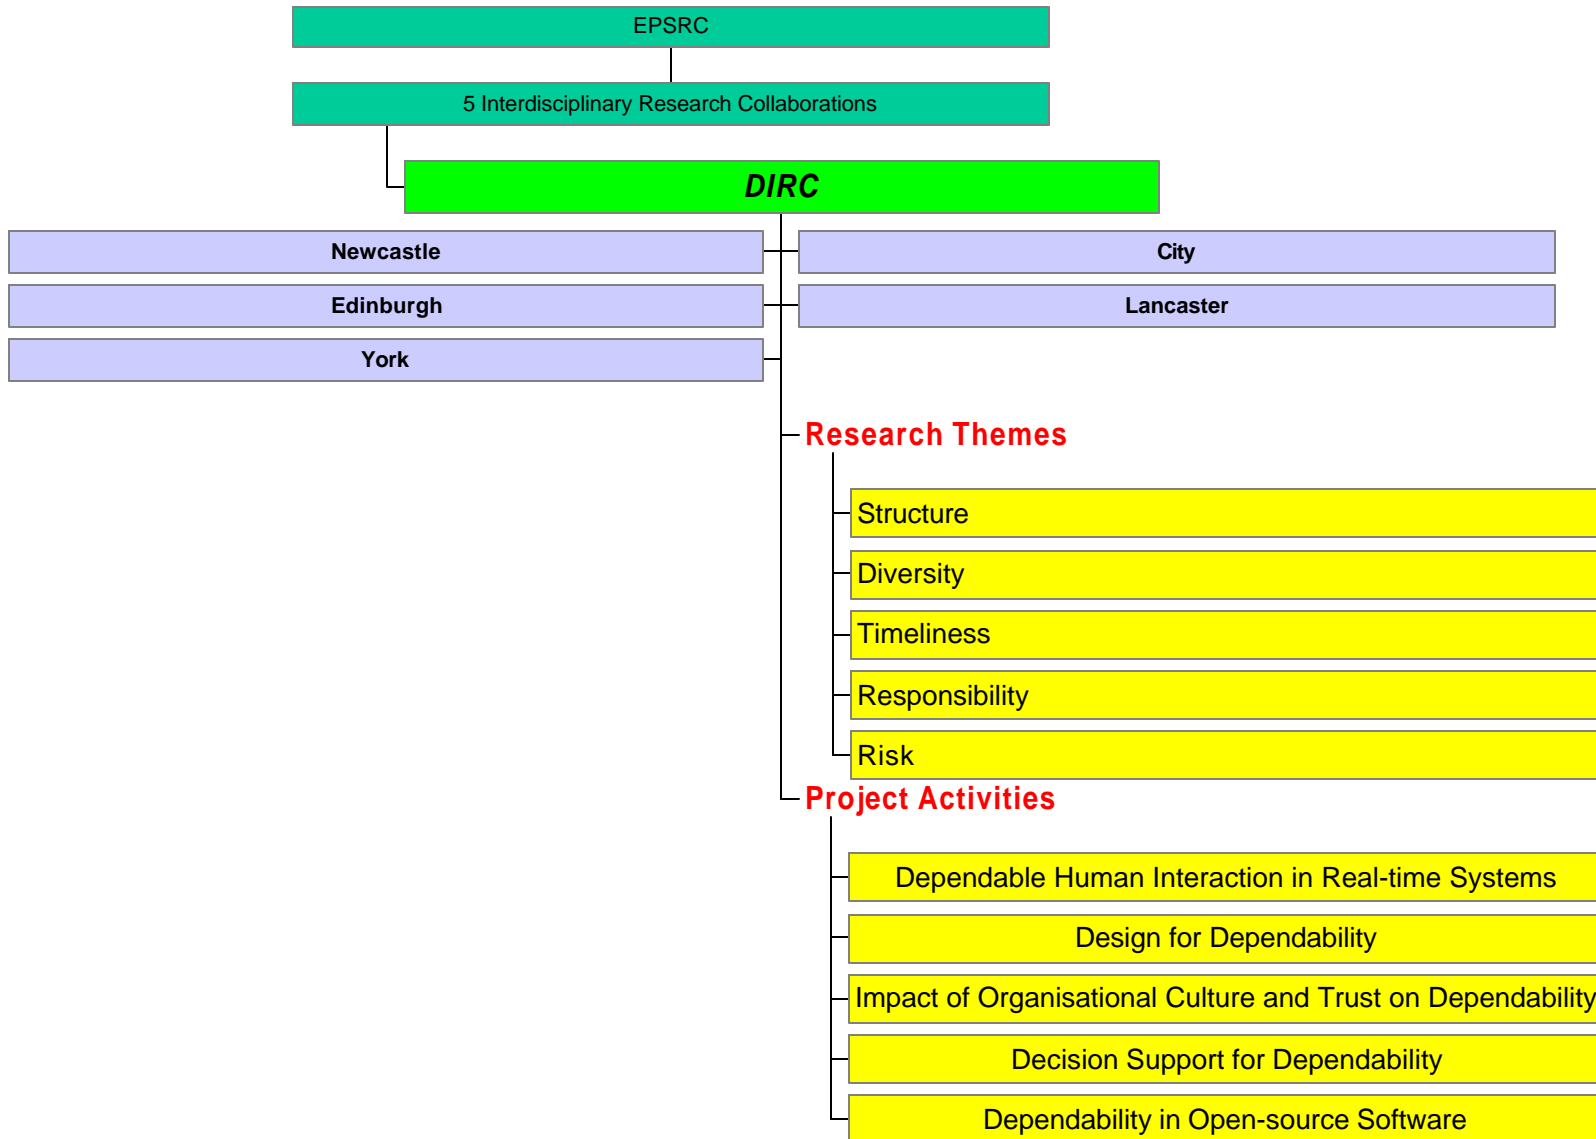 EPSRC
5 Interdisciplinary Research Collaborations
DIRC
Newcastle
City
Edinburgh
Lancaster
York
Research Themes
Structure
Diversity
Timeliness
Responsibility
Risk
Project Activities
Dependable Human Interaction in Real-time Systems
Design for Dependability
Impact of Organisational Culture and Trust on Dependability
Decision Support for Dependability
Dependability in Open-source Software